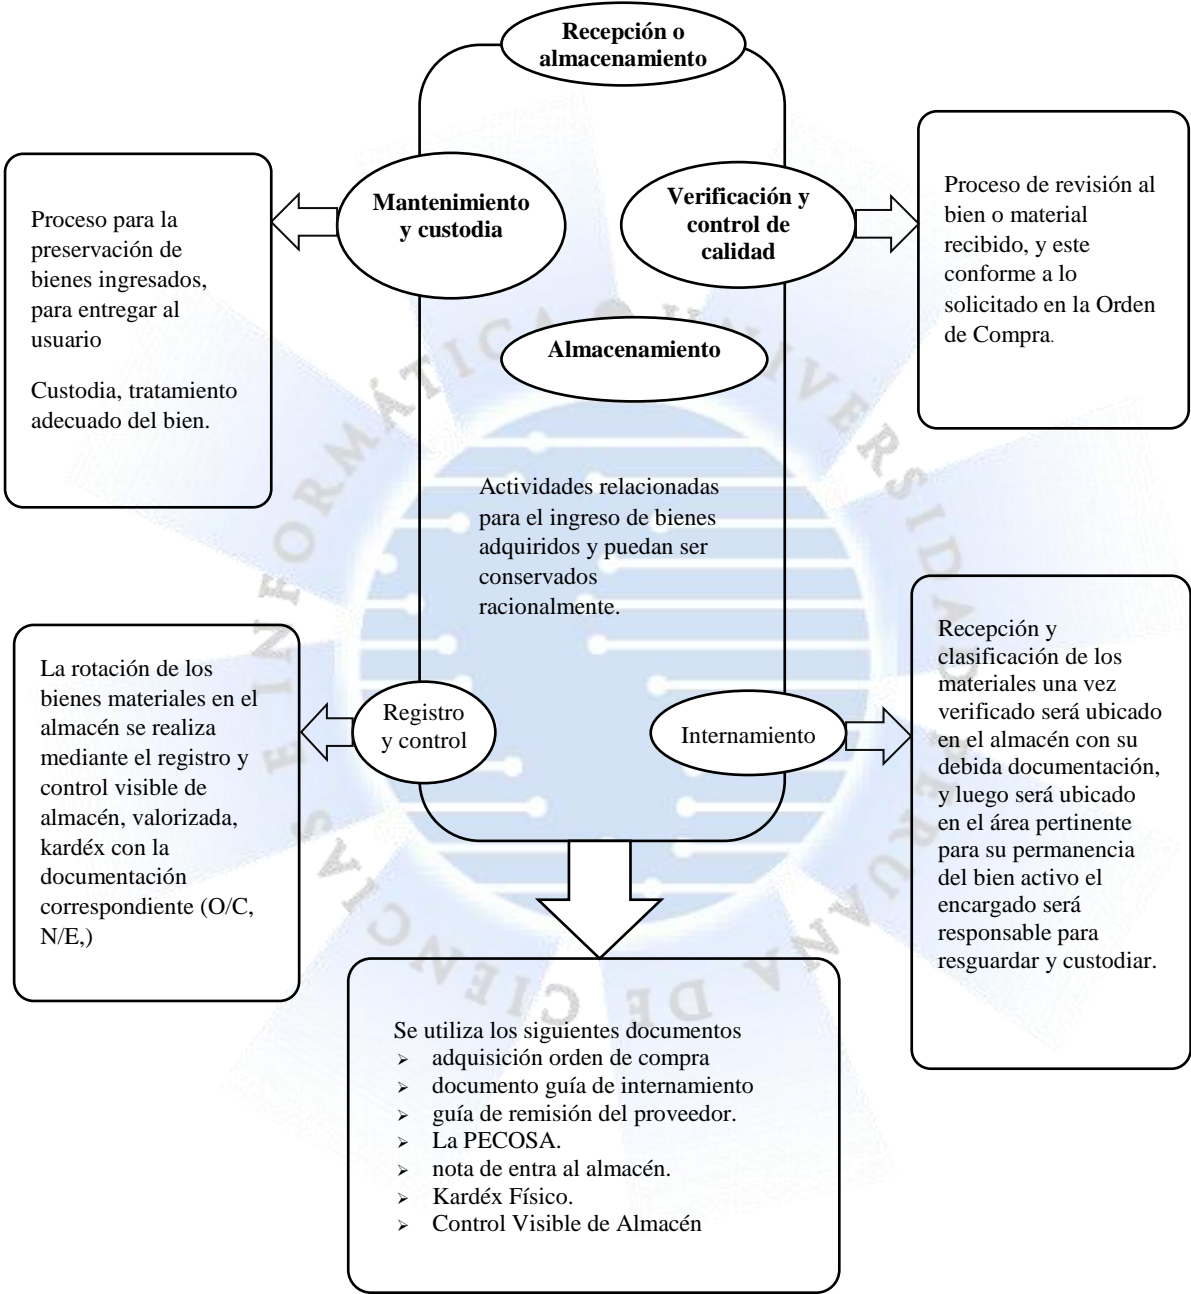 Recepción o
almacenamiento
Mantenimiento
y custodia
Verificación y
control de
calidad
Proceso para la
preservación de
bienes ingresados,
para entregar al
usuario
Custodia, tratamiento
adecuado del bien.
Proceso de revisión al
bien o material
recibido, y este
conforme a lo
solicitado en la Orden
de Compra.
Almacenamiento
Actividades relacionadas
para el ingreso de bienes
adquiridos y puedan ser
conservados
racionalmente.
La rotación de los
bienes materiales en el
almacén se realiza
mediante el registro y
control visible de
almacén, valorizada,
kardéx con la
documentación
correspondiente (O/C,
N/E,)
Registro
y control
Internamiento
Recepción y
clasificación de los
materiales una vez
verificado será ubicado
en el almacén con su
debida documentación,
y luego será ubicado
en el área pertinente
para su permanencia
del bien activo el
encargado será
responsable para
resguardar y custodiar.
Se utiliza los siguientes documentos
➢ adquisición orden de compra
➢ documento guía de internamiento
➢ guía de remisión del proveedor.
➢ La PECOSA.
➢ nota de entra al almacén.
➢ Kardéx Físico.
➢ Control Visible de Almacén
UNIVERSIDAD PERUANA DE CIENCIAS E INFORMÁTICA